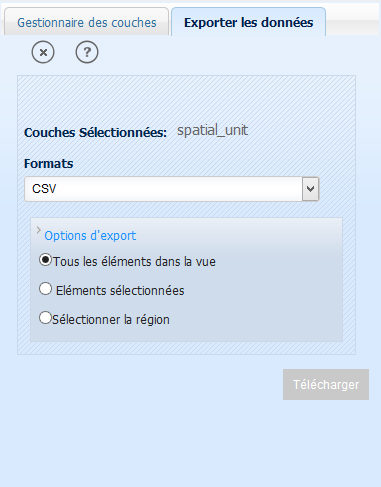 Gestionnaire des couches Exporter les données
Couches Sélectionnées: spatial_unit
Formats
CSV
Options d'export
Tous les éléments dans la vue
Eléments sélectionnées
Sélectionner la région
Télécharger